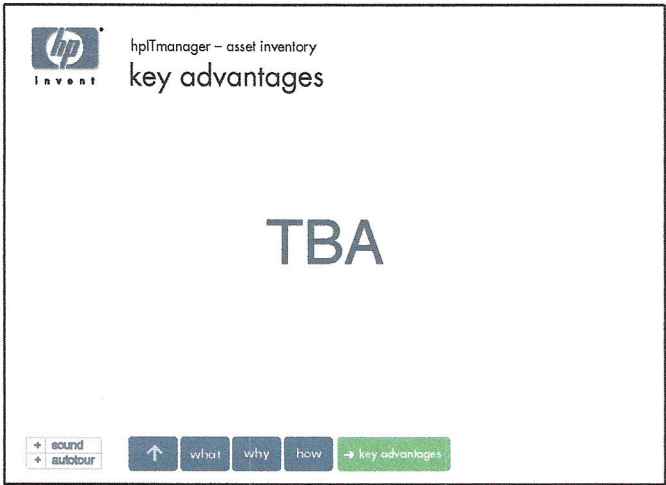 hp
invent
hpITmanager – asset inventory
key advantages
TBA
+ sound
+ autotour
↑ what why how → key advantages